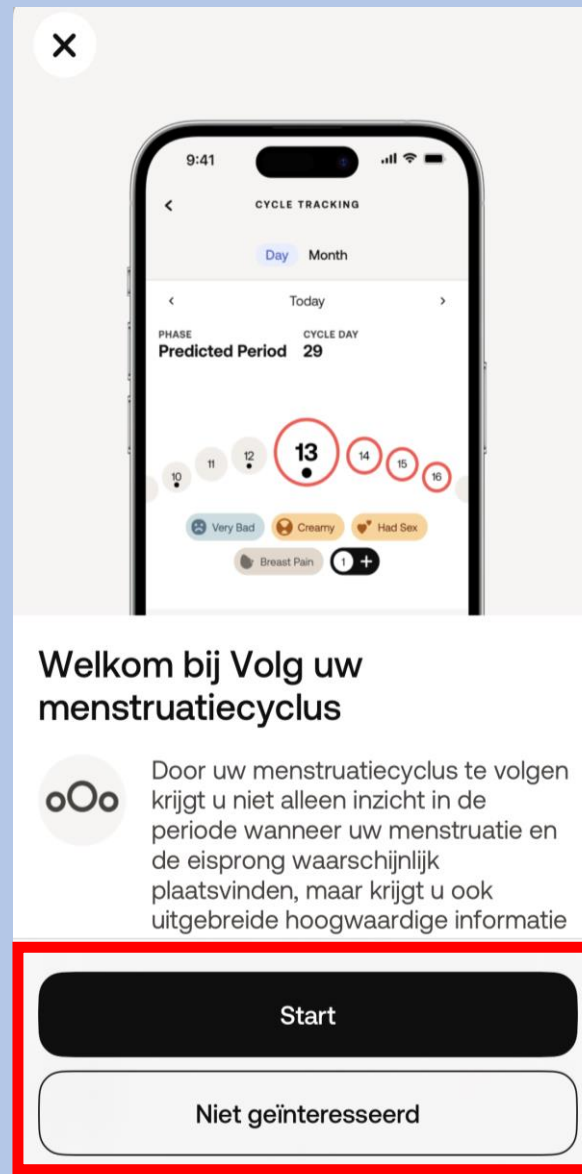 9:41
CYCLE TRACKING
Day Month
Today
PHASE CYCLE DAY
Predicted Period 29
10 11 12 13 14 15 16
Very Bad Creamy Had Sex
Breast Pain 1 +
Welkom bij Volg uw
menstruatiecyclus
Door uw menstruatiecyclus te volgen
krijgt u niet alleen inzicht in de
periode wanneer uw menstruatie en
de eisprong waarschijnlijk
plaatsvinden, maar krijgt u ook
uitgebreide hoogwaardige informatie
Start
Niet geïnteresseerd